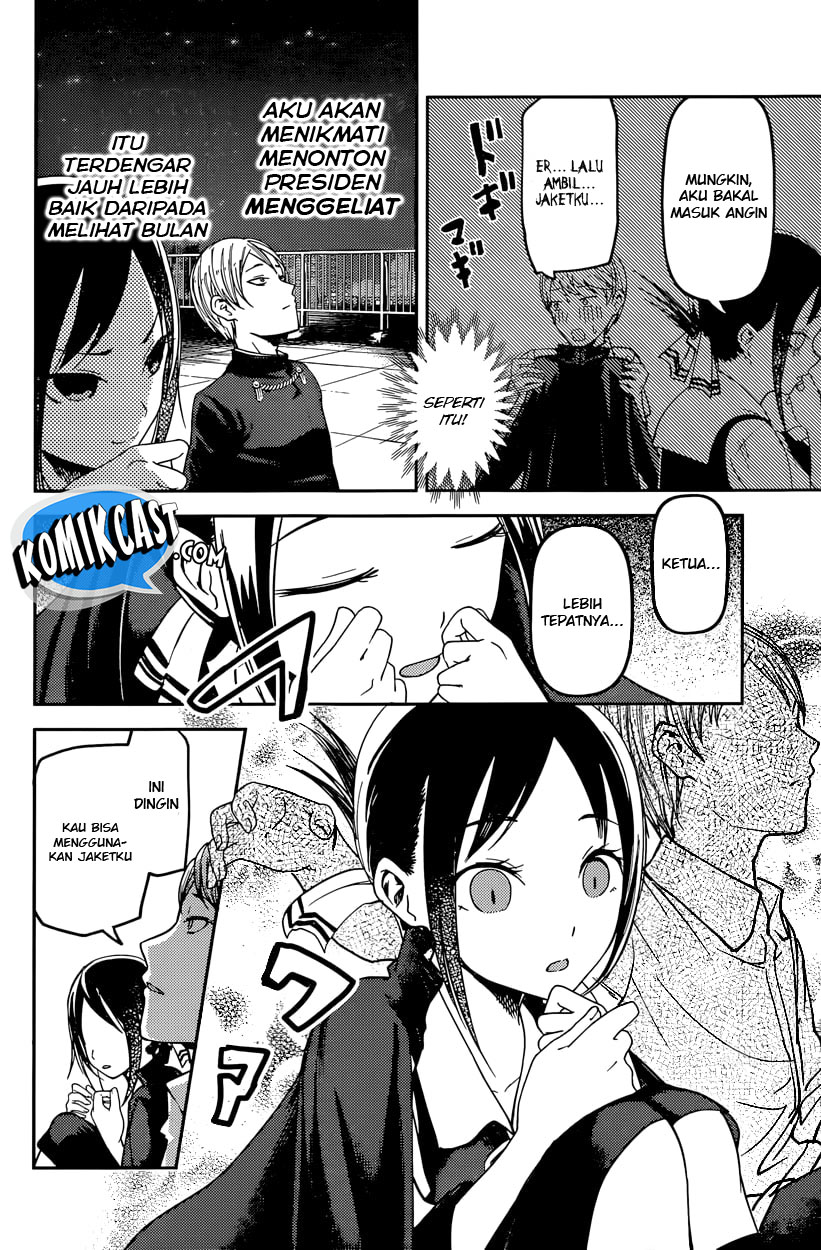 MUNGKIN,
AKU BAKAL
MASUK ANGIN
ER... LALU
AMBIL...
JAKETKU...
ドギ
マギ
SEPERTI
ITU!
AKU AKAN
MENIKMATI
MENONTON
PRESIDEN
MENGGELIAT
ITU
TERDENGAR
JAUH LEBIH
BAIK DARIPADA
MELIHAT BULAN
KETUA...
LEBIH
TEPATNYA...
KOMIKCAST
.COM
INI
DINGIN
KAU BISA
MENGGUNA-
KAN JAKETKU